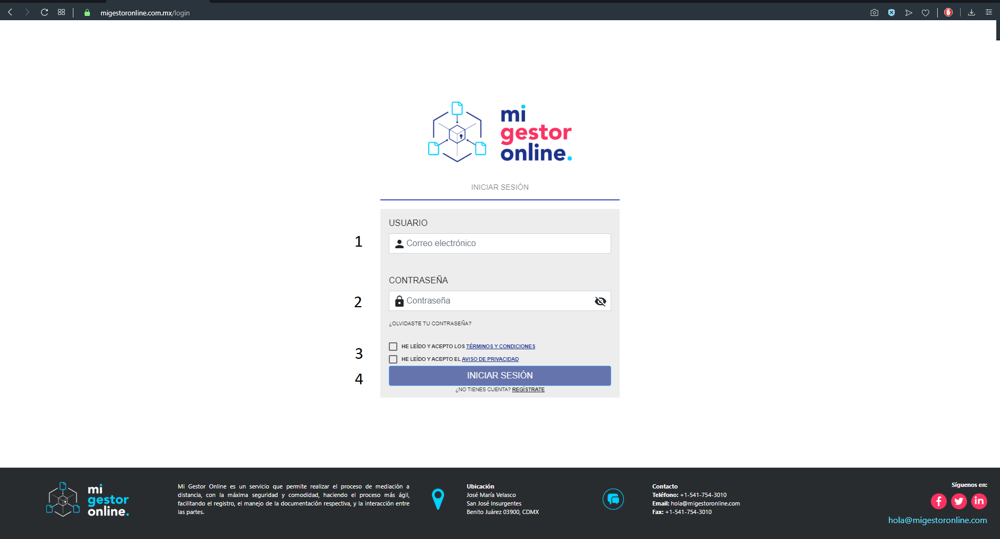 migestoronline.com.mx/login
mi
gestor
online.
INICIAR SESIÓN
USUARIO
1
Correo electrónico
CONTRASEÑA
2
Contraseña
¿OLVIDASTE TU CONTRASEÑA?
3
HE LEÍDO Y ACEPTO LOS TÉRMINOS Y CONDICIONES
HE LEÍDO Y ACEPTO EL AVISO DE PRIVACIDAD
4
INICIAR SESIÓN
¿NO TIENES CUENTA? REGÍSTRATE
mi
gestor
online.
Mi Gestor Online es un servicio que permite realizar el proceso de mediación a
distancia, con la máxima seguridad y comodidad, haciendo el proceso más ágil,
facilitando el registro, el manejo de la documentación respectiva, y la interacción entre
las partes.
Ubicación
José María Velasco
San José Insurgentes
Benito Juárez 03900, CDMX
Contacto
Teléfono: +1-541-754-3010
Email: hola@migestoronline.com
Fax: +1-541-754-3010
Síguenos en:
hola@migestoronline.com